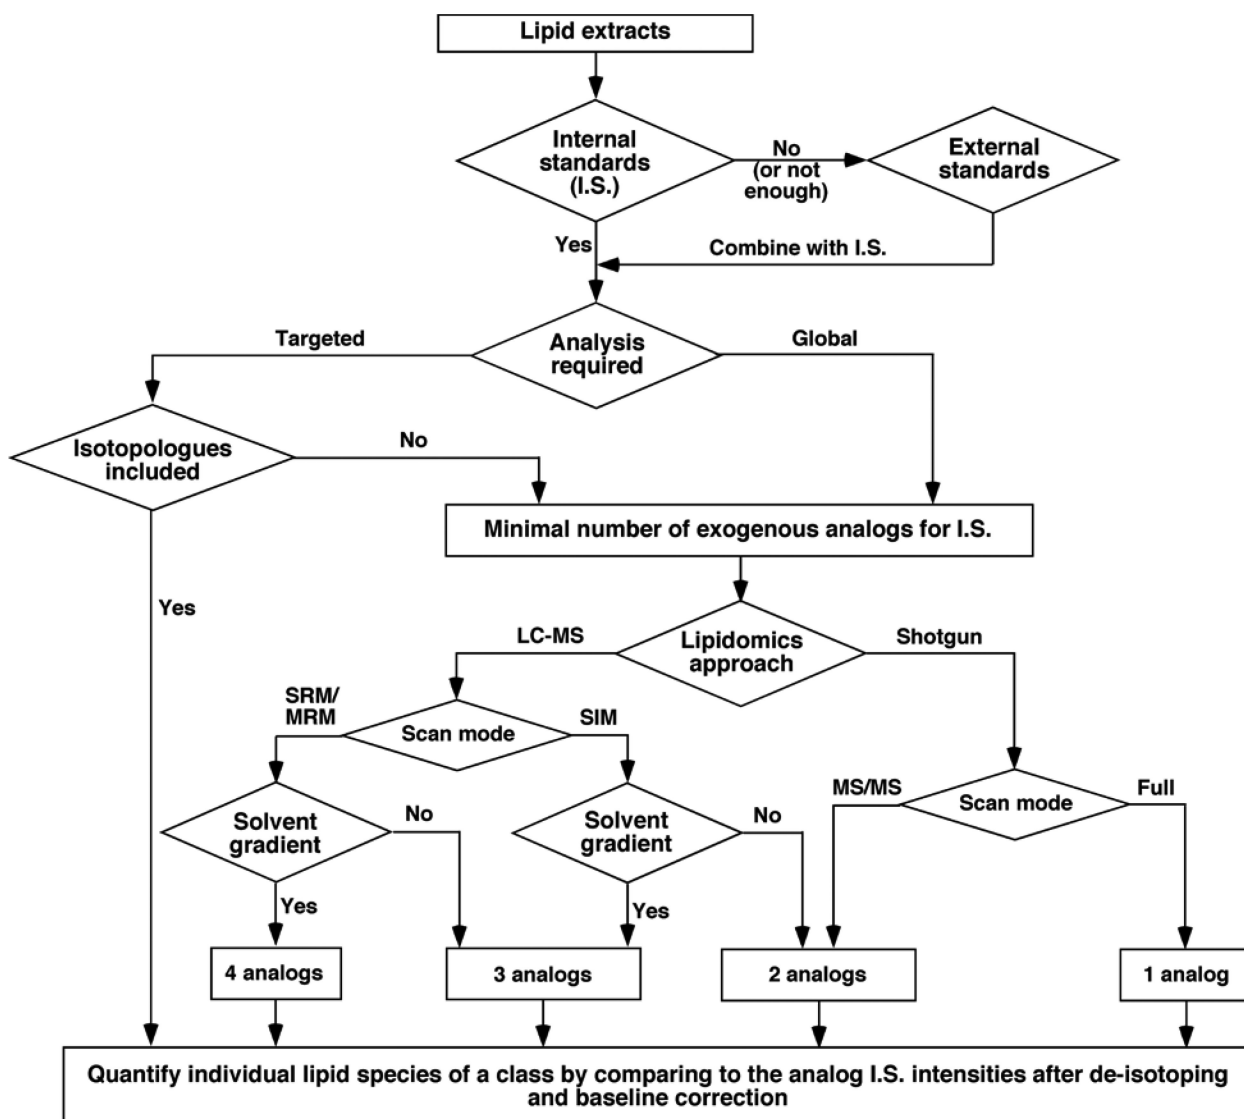 Lipid extracts
Internal
standards
(I.S.)
No
(or not
enough)
External
standards
Yes
Combine with I.S.
Targeted
Analysis
required
Global
Isotopologues
included
No
Minimal number of exogenous analogs for I.S.
Yes
LC-MS
Lipidomics
approach
Shotgun
SRM/
MRM
Scan mode
SIM
MS/MS
Scan mode
Full
Solvent
gradient
No
Solvent
gradient
No
Yes
Yes
4 analogs
3 analogs
2 analogs
1 analog
Quantify individual lipid species of a class by comparing to the analog I.S. intensities after de-isotoping
and baseline correction